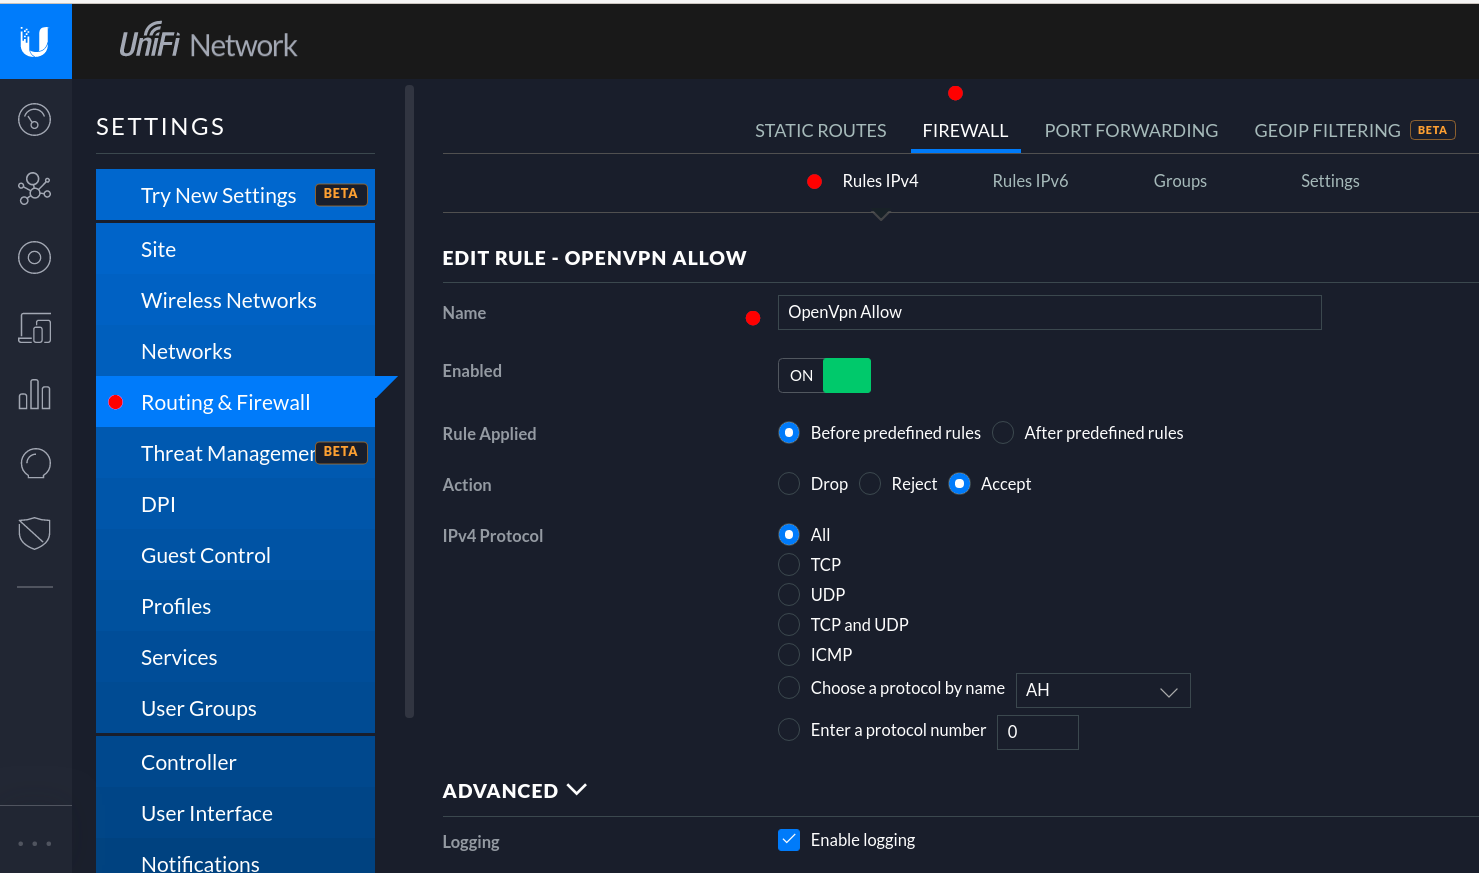 UniFi Network
SETTINGS
Try New Settings BETA
Site
Wireless Networks
Networks
Routing & Firewall
Threat Managemer BETA
DPI
Guest Control
Profiles
Services
User Groups
Controller
User Interface
Notifications
STATIC ROUTES FIREWALL PORT FORWARDING GEOIP FILTERING BETA
Rules IPv4 Rules IPv6 Groups Settings
EDIT RULE - OPENVPN ALLOW
Name OpenVpn Allow
Enabled ON
Rule Applied Before predefined rules After predefined rules
Action Drop Reject Accept
IPv4 Protocol All
TCP
UDP
TCP and UDP
ICMP
Choose a protocol by name AH
Enter a protocol number 0
ADVANCED
Logging Enable logging